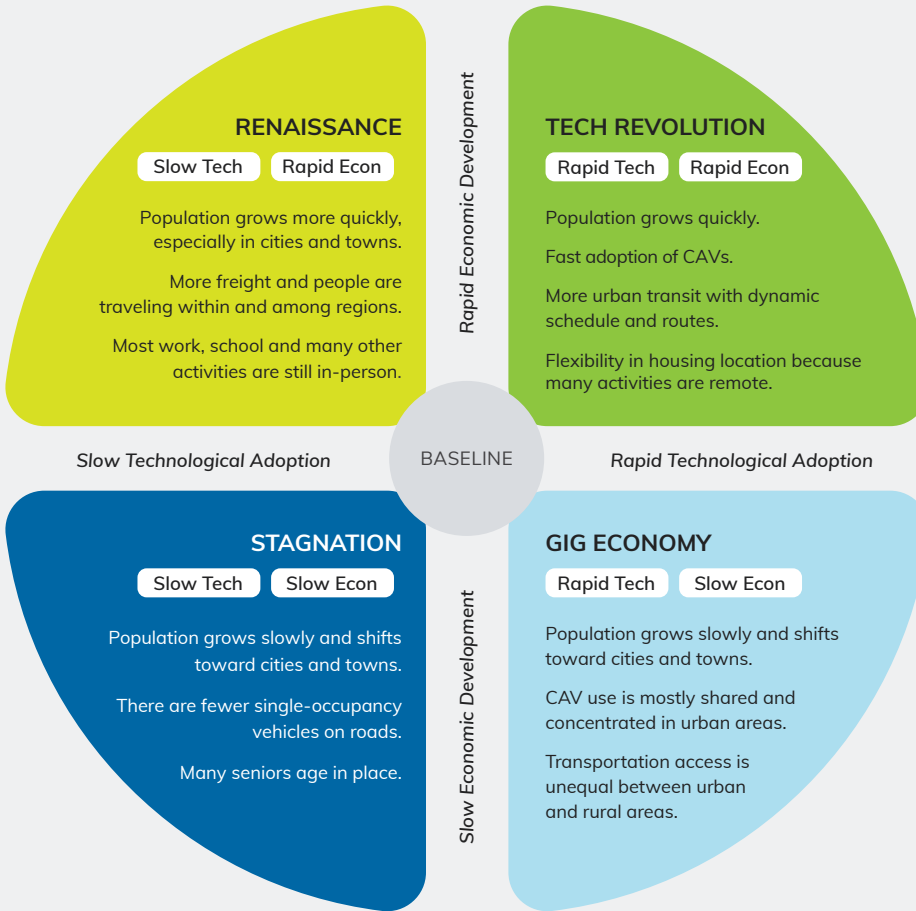 RENAISSANCE
Slow Tech
Rapid Econ
Population grows more quickly,
especially in cities and towns.
More freight and people are
traveling within and among regions.
Most work, school and many other
activities are still in-person.
Rapid Economic Development
TECH REVOLUTION
Rapid Tech
Rapid Econ
Population grows quickly.
Fast adoption of CAVs.
More urban transit with dynamic
schedule and routes.
Flexibility in housing location because
many activities are remote.
Slow Technological Adoption
BASELINE
Rapid Technological Adoption
STAGNATION
Slow Tech
Slow Econ
Population grows slowly and shifts
toward cities and towns.
There are fewer single-occupancy
vehicles on roads.
Many seniors age in place.
Slow Economic Development
GIG ECONOMY
Rapid Tech
Slow Econ
Population grows slowly and shifts
toward cities and towns.
CAV use is mostly shared and
concentrated in urban areas.
Transportation access is
unequal between urban
and rural areas.